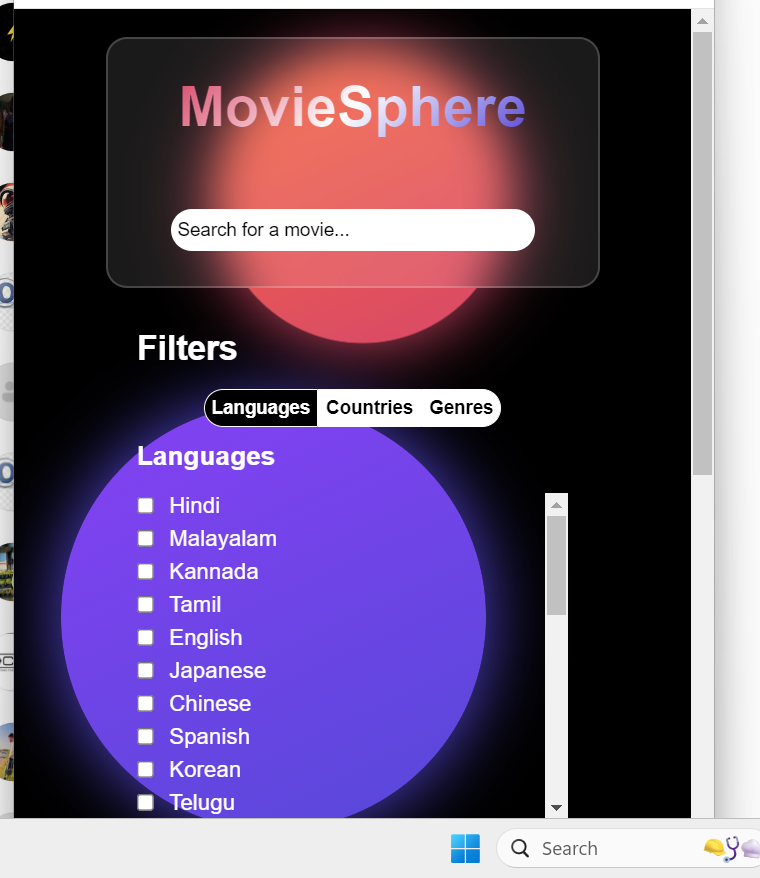 MovieSphere
Search for a movie...
Filters
Languages Countries Genres
Languages
Hindi
Malayalam
Kannada
Tamil
English
Japanese
Chinese
Spanish
Korean
Telugu
Search